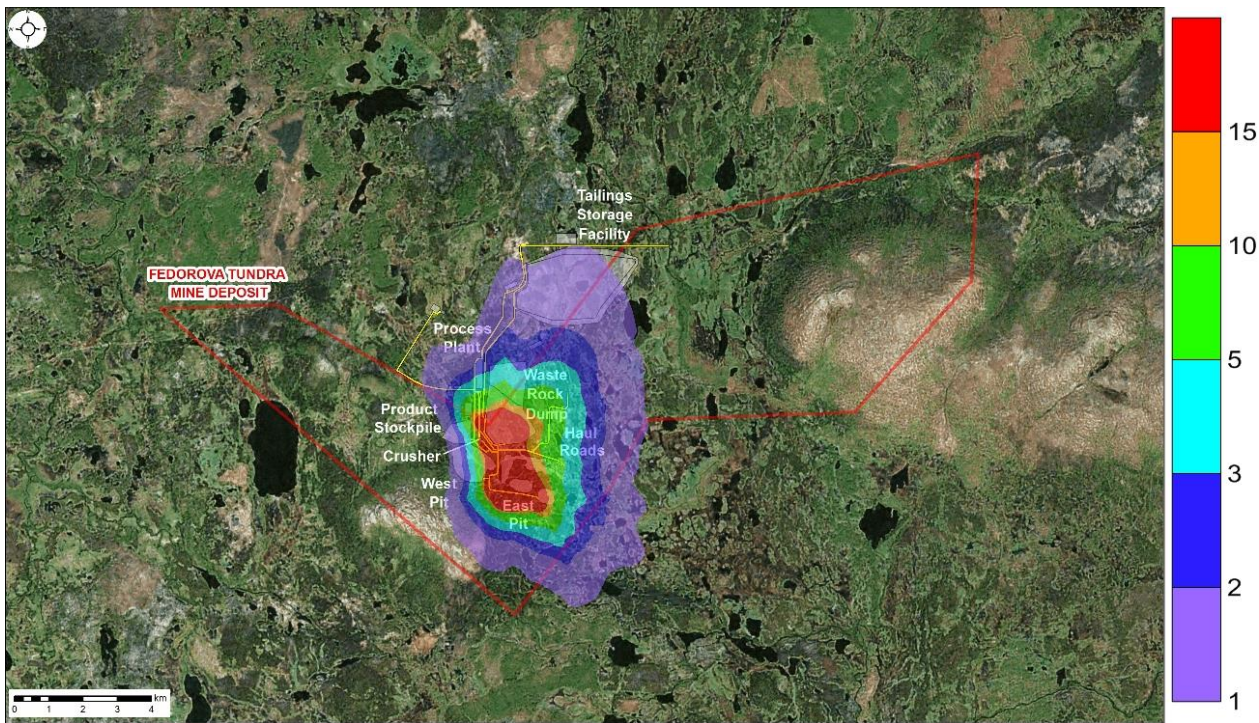 Tailings
Storage
Facility
FEDOROVA TUNDRA
MINE DEPOSIT
Process
Plant
Waste
Rock
Dump
Product
Stockpile
Haul
Roads
Crusher
West
Pit
East
Pit
km
0 1 2 3 4
15
10
5
3
2
1